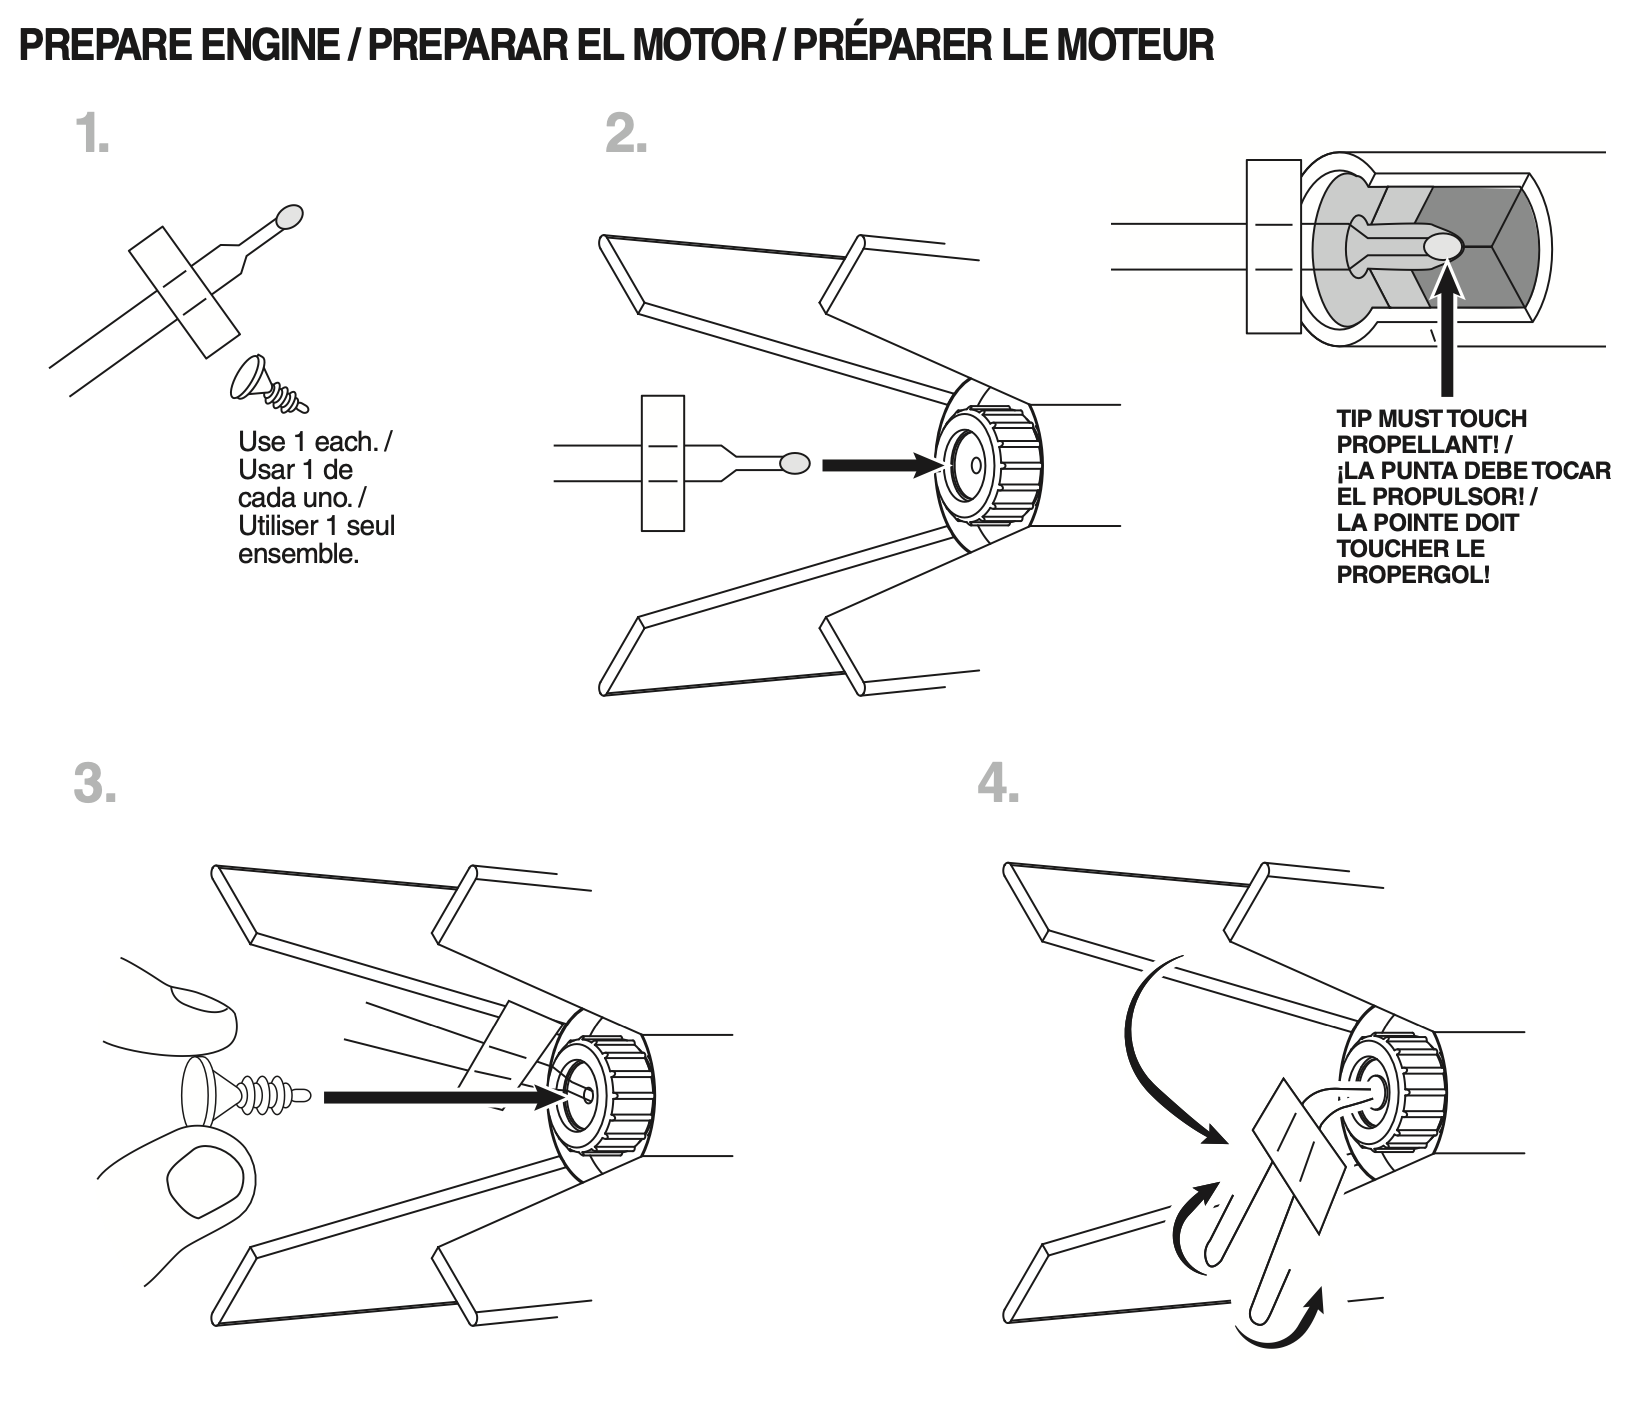 PREPARE ENGINE / PREPARAR EL MOTOR / PRÉPARER LE MOTEUR
1.
Use 1 each. /
Usar 1 de
cada uno. /
Utiliser 1 seul
ensemble.
2.
TIP MUST TOUCH
PROPELLANT! /
¡LA PUNTA DEBE TOCAR
EL PROPULSOR! /
LA POINTE DOIT
TOUCHER LE
PROPERGOL!
3.
4.